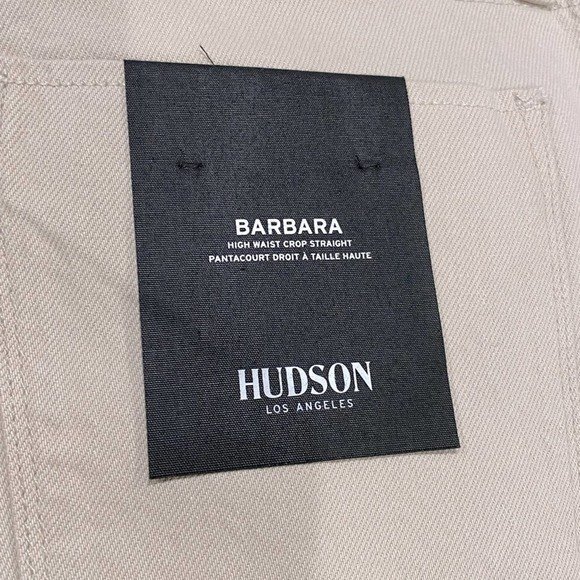 BARBARA
HIGH WAIST CROP STRAIGHT
PANTACOURT DROIT À TAILLE HAUTE
HUDSON
LOS ANGELES